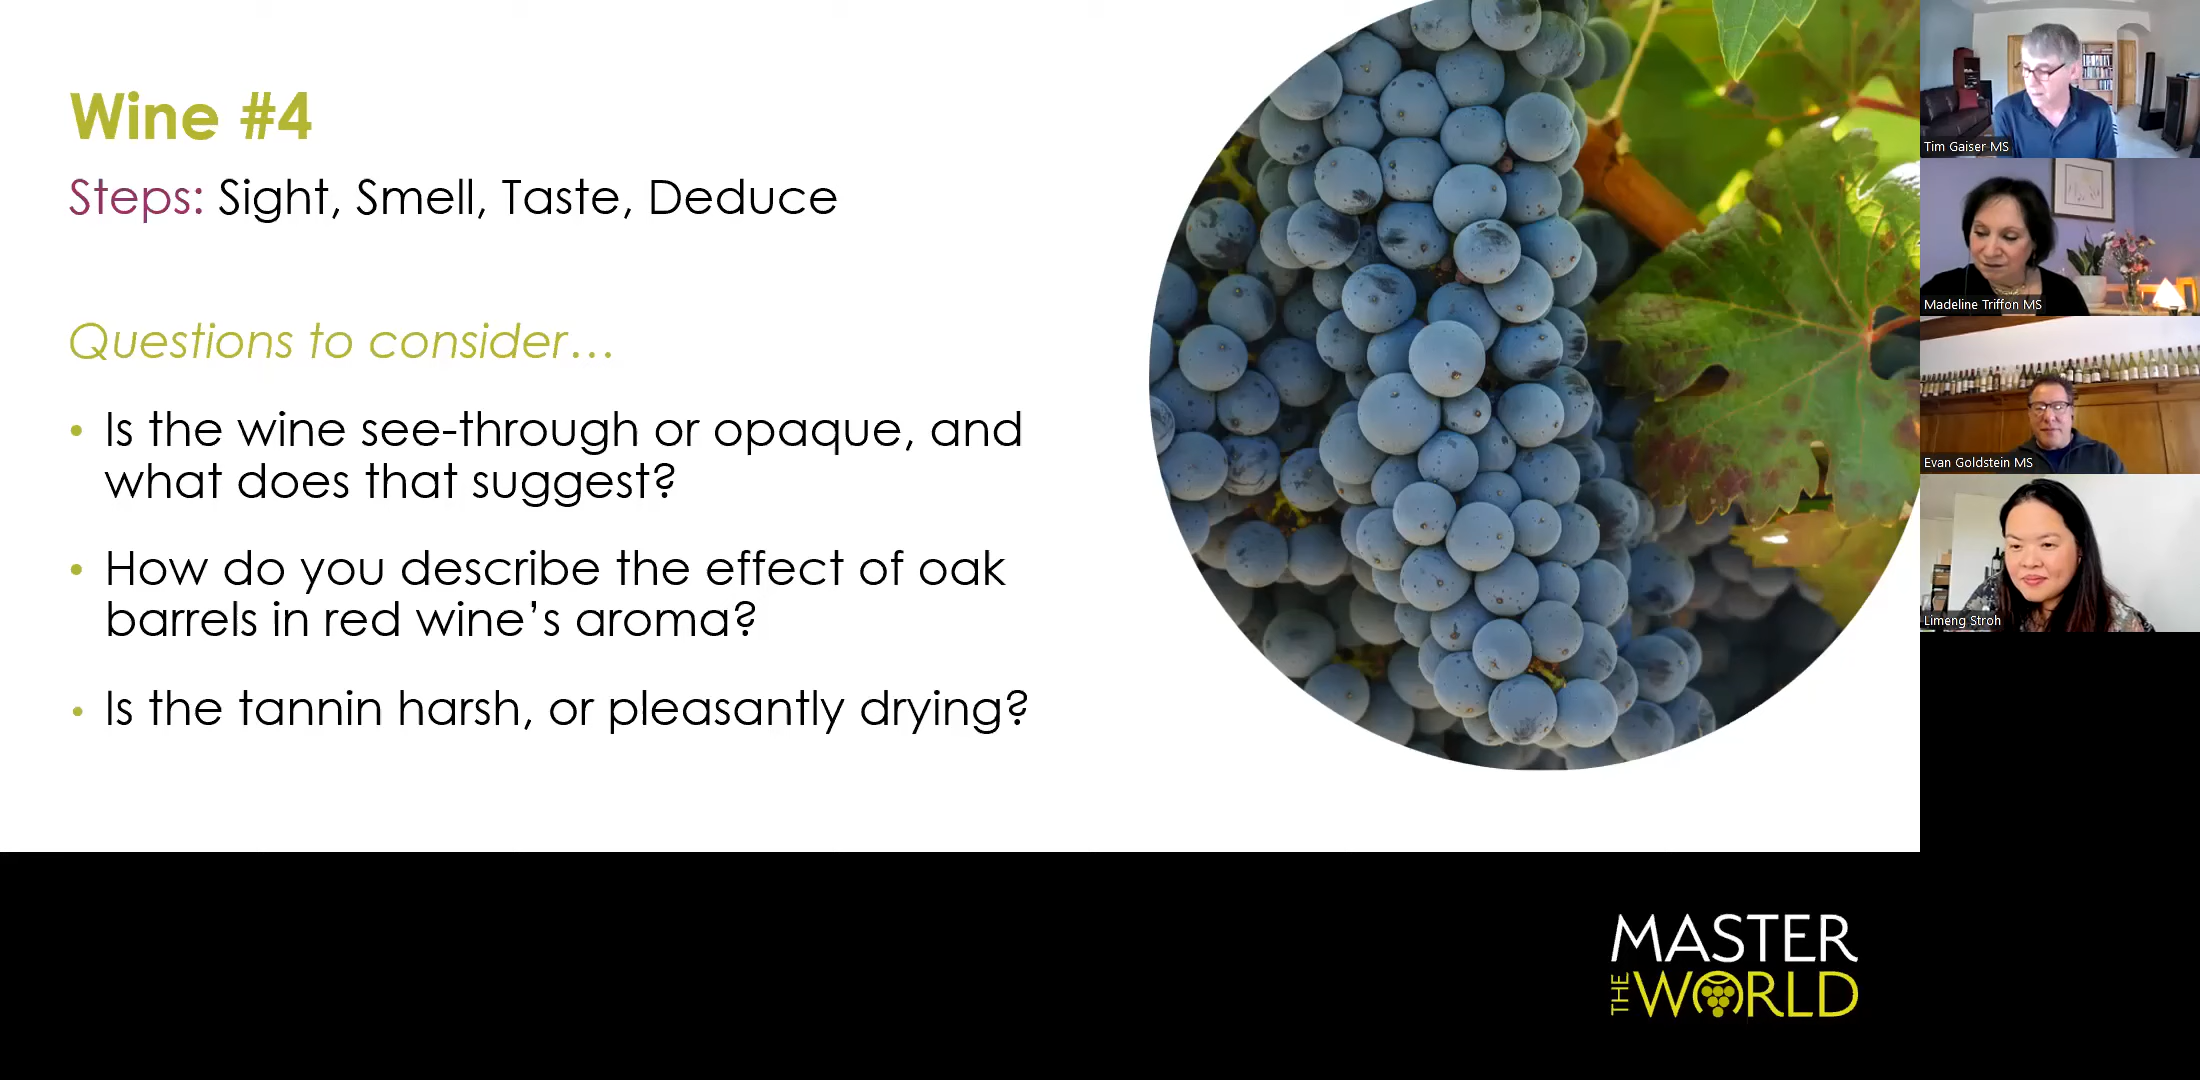 Wine #4
Steps: Sight, Smell, Taste, Deduce
Questions to consider…
• Is the wine see-through or opaque, and
what does that suggest?
• How do you describe the effect of oak
barrels in red wine’s aroma?
• Is the tannin harsh, or pleasantly drying?
Tim Gaiser MS
Madeline Triffon MS
Evan Goldstein MS
Limeng Stroh
MASTER
THE WORLD